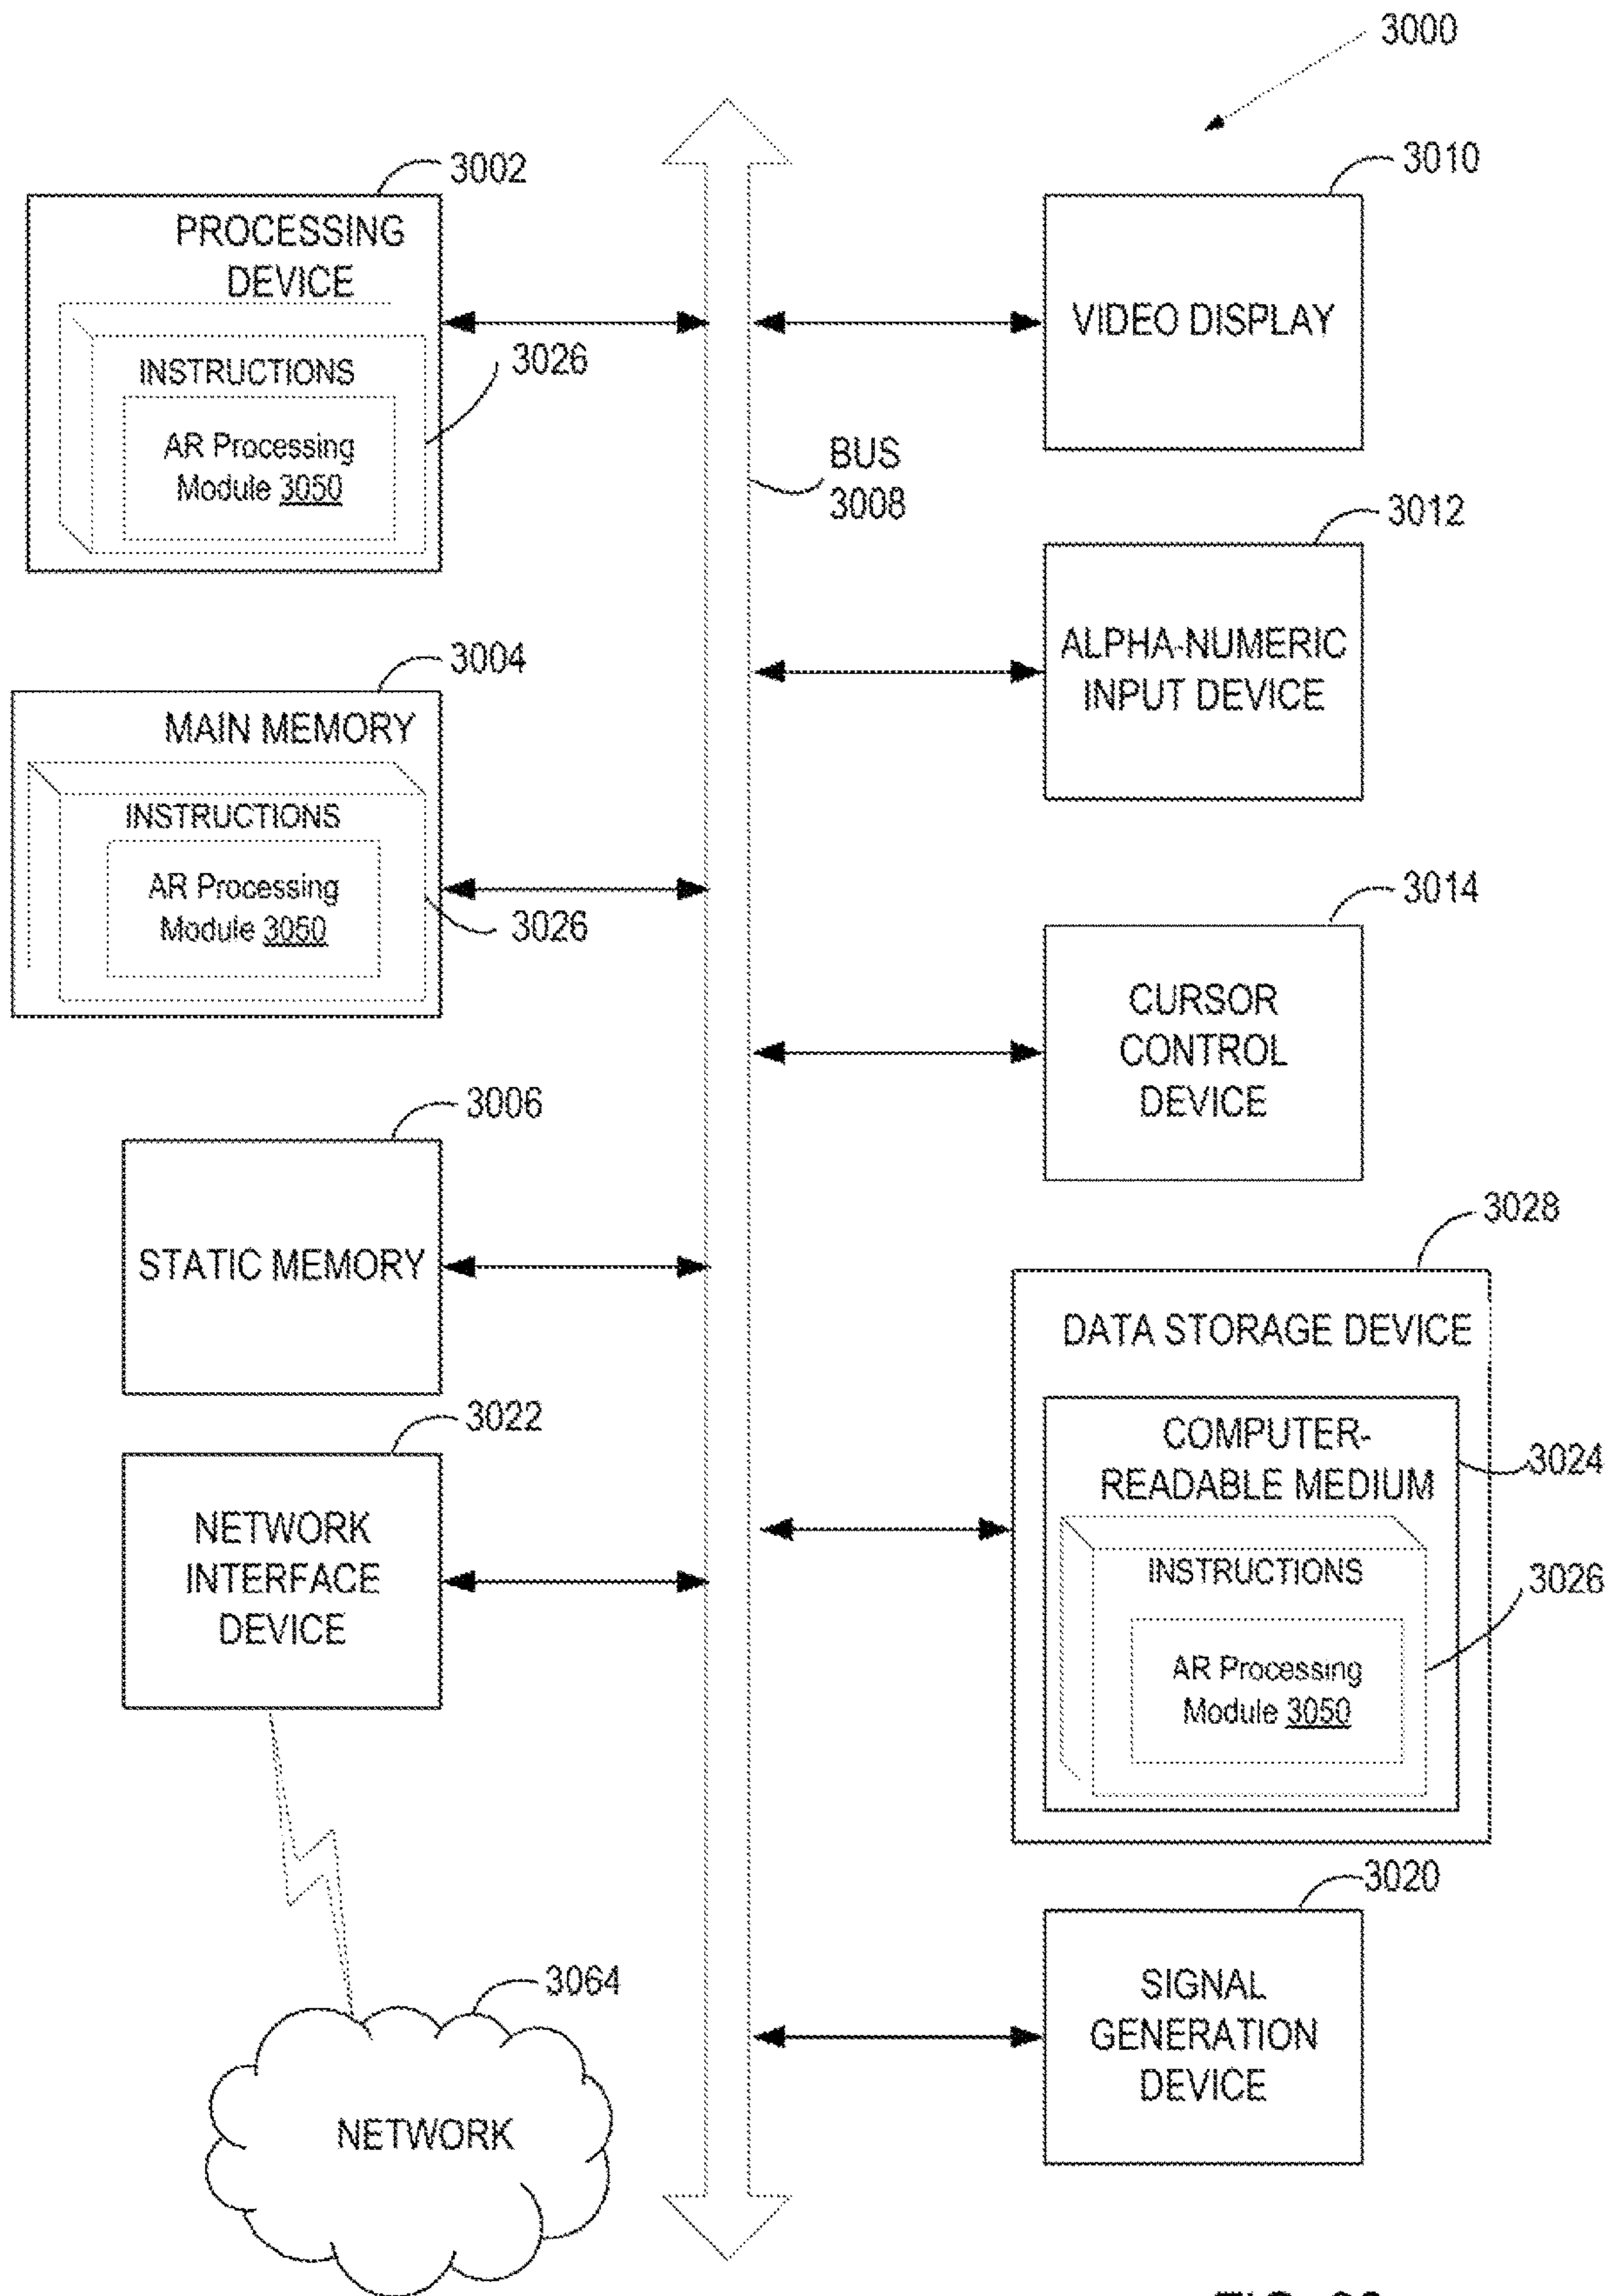 3000
3002
PROCESSING
DEVICE
INSTRUCTIONS
AR Processing
Module 3050
3026
3004
MAIN MEMORY
INSTRUCTIONS
AR Processing
Module 3050
3026
3006
STATIC MEMORY
3022
NETWORK
INTERFACE
DEVICE
3064
NETWORK
BUS
3008
3010
VIDEO DISPLAY
3012
ALPHA-NUMERIC
INPUT DEVICE
3014
CURSOR
CONTROL
DEVICE
3028
DATA STORAGE DEVICE
COMPUTER-
READABLE MEDIUM
3024
INSTRUCTIONS
3026
AR Processing
Module 3050
3020
SIGNAL
GENERATION
DEVICE